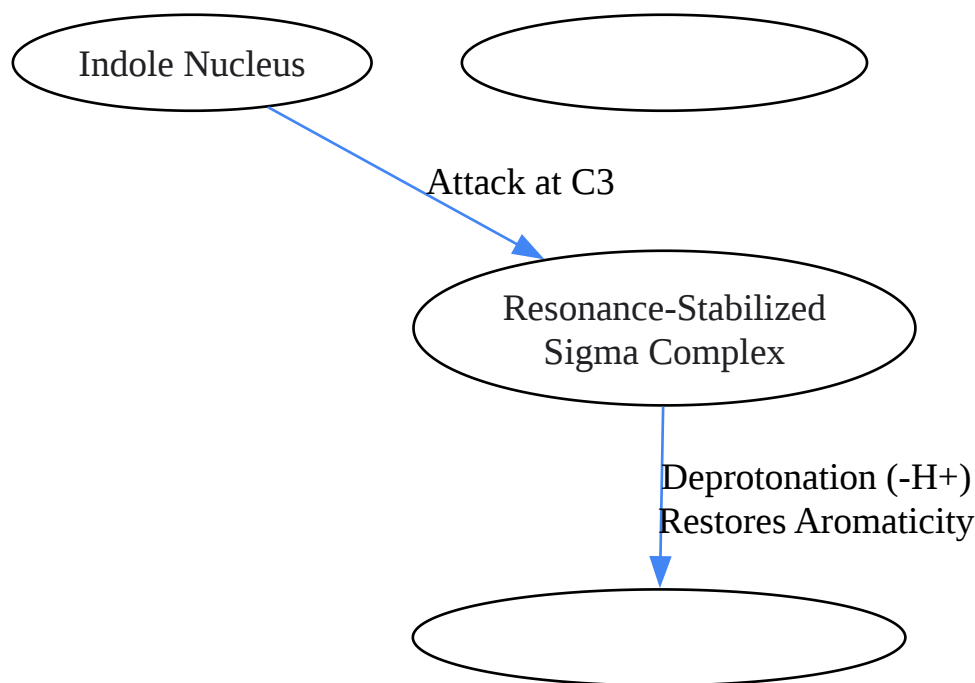 Indole Nucleus
Attack at C3
Resonance-Stabilized
Sigma Complex
Deprotonation (-H+)
Restores Aromaticity